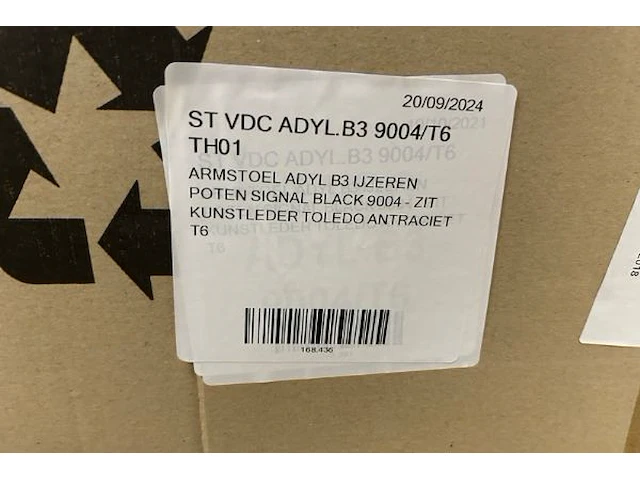 20/09/2024
ST VDC ADYL.B3 9004/T6
TH01
ARMSTOEL ADYL B3 IJZEREN
POTEN SIGNAL BLACK 9004 - ZIT
KUNSTLEDER TOLEDO ANTRACIET
T6
168.436
2018